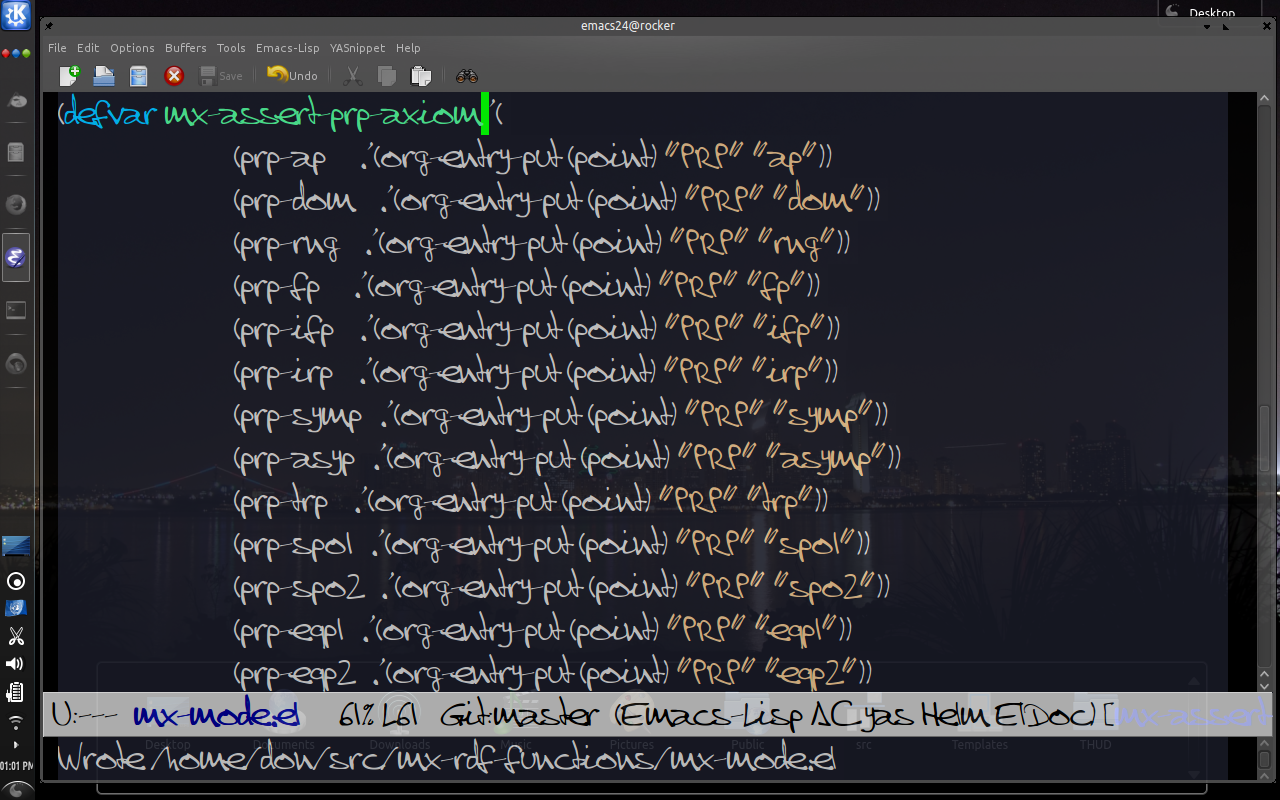 Desktop
emacs24@rocker
File Edit Options Buffers Tools Emacs-Lisp YASnippet Help
Save Undo
(defvar mx-assert-prp-axiom '(
(prp-ap .'(org-entry-put (point) "PRP" "ap"))
(prp-dom .'(org-entry-put (point) "PRP" "dom"))
(prp-rng .'(org-entry-put (point) "PRP" "rng"))
(prp-fp .'(org-entry-put (point) "PRP" "fp"))
(prp-ifp .'(org-entry-put (point) "PRP" "ifp"))
(prp-irp .'(org-entry-put (point) "PRP" "irp"))
(prp-symp .'(org-entry-put (point) "PRP" "symp"))
(prp-asyp .'(org-entry-put (point) "PRP" "asymp"))
(prp-trp .'(org-entry-put (point) "PRP" "trp"))
(prp-spo1 .'(org-entry-put (point) "PRP" "spo1"))
(prp-spo2 .'(org-entry-put (point) "PRP" "spo2"))
(prp-eqp1 .'(org-entry-put (point) "PRP" "eqp1"))
(prp-eqp2 .'(org-entry-put (point) "PRP" "eqp2"))
U:--- mx-mode.el 61% L61 Git:master (Emacs-Lisp AC yas Helm ElDoc) [mx-assert
Desktop Documents Downloads Music Pictures Public src Templates THUD
Wrote /home/don/src/mx-rdf-functions/mx-mode.el
01:01 PM